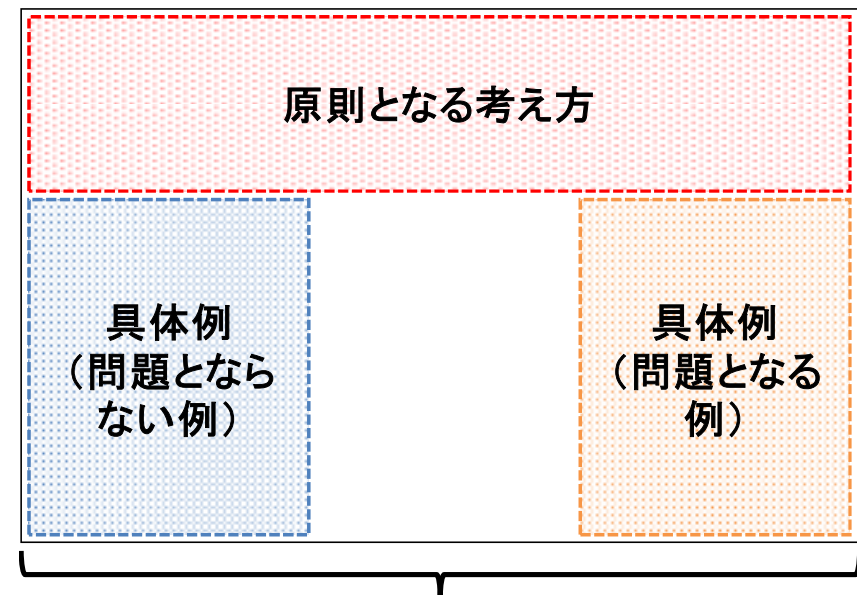 原則となる考え方
具体例
（問題となら
ない例）
具体例
（問題となる
例）